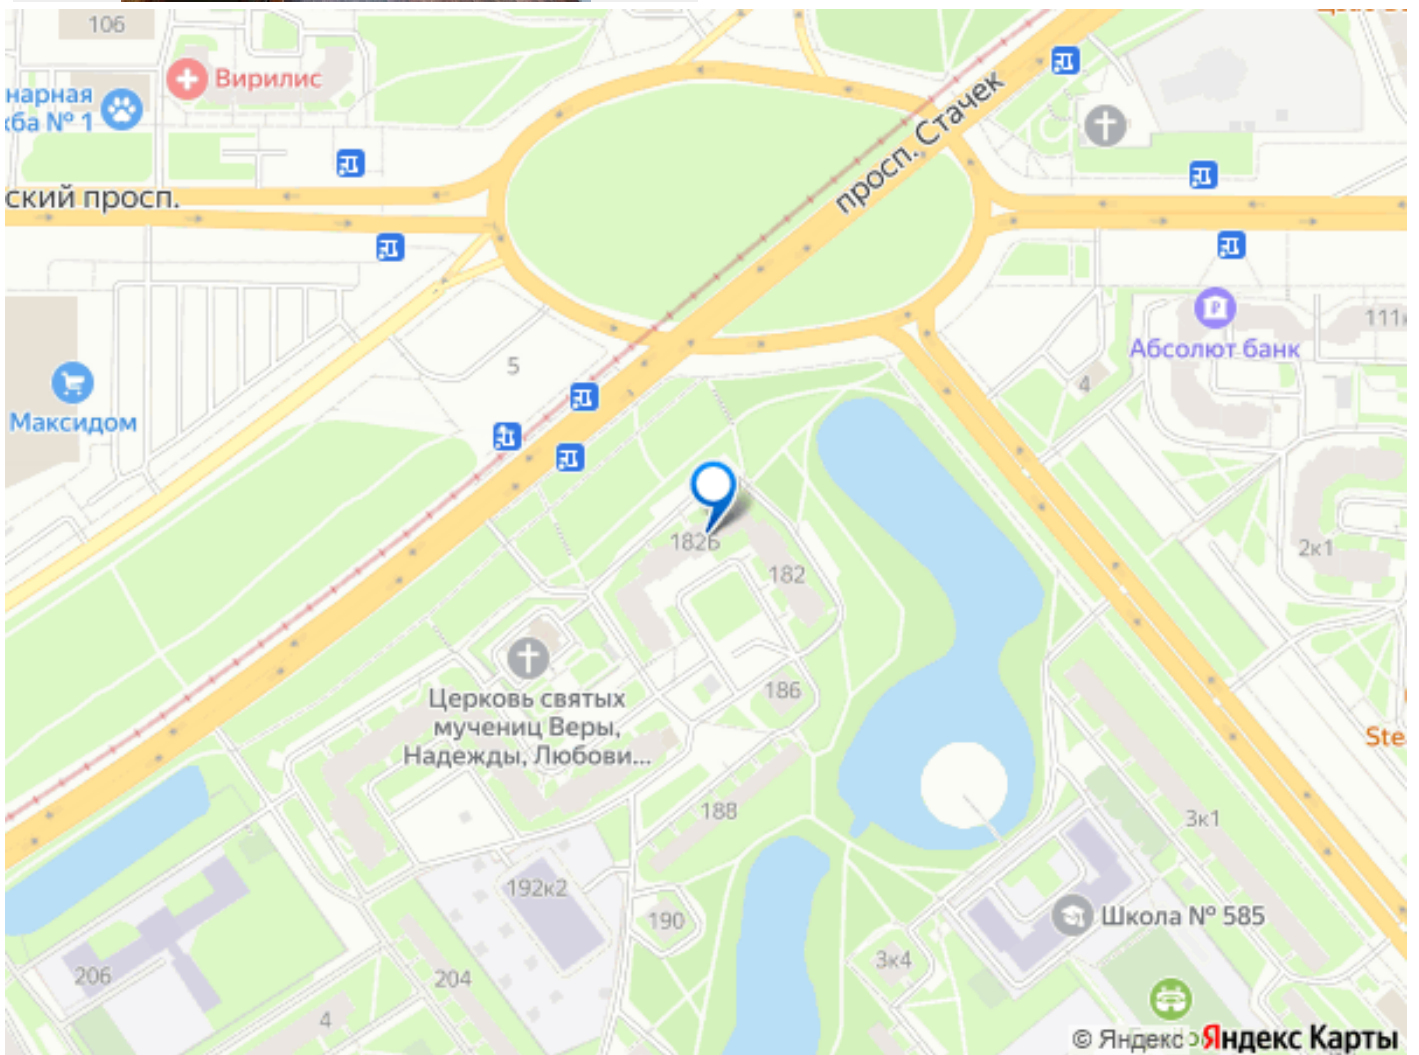 106
Вирилис
нарная
ба № 1
просп. Стачек
ский просп.
111к
Абсолют банк
5
4
Максидом
182Б
182
2к1
Церковь святых
мучениц Веры,
Надежды, Любови...
186
Ste
188
3к1
192к2
190
Школа № 585
3к4
206
204
4
© Яндекс
Яндекс Карты